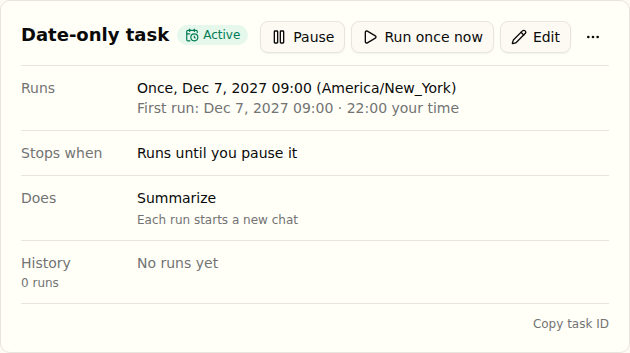 Date-only task
Active
Pause
Run once now
Edit
Runs
Once, Dec 7, 2027 09:00 (America/New_York)
First run: Dec 7, 2027 09:00 · 22:00 your time
Stops when
Runs until you pause it
Does
Summarize
Each run starts a new chat
History
No runs yet
0 runs
Copy task ID